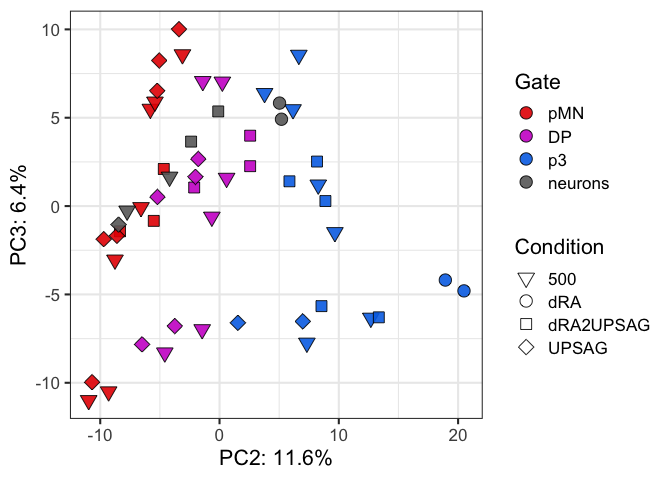 10
5
0
-5
-10
PC3: 6.4%
-10
0
10
20
PC2: 11.6%
Gate
pMN
DP
p3
neurons
Condition
500
dRA
dRA2UPSAG
UPSAG